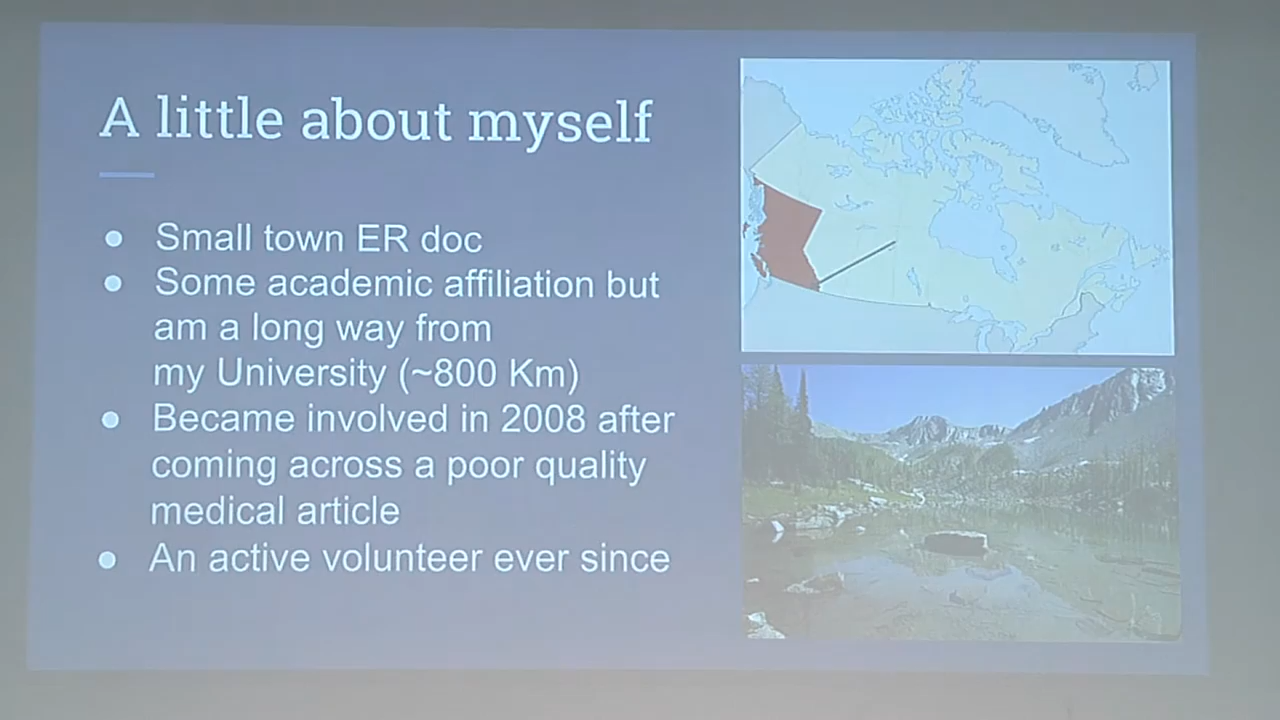 A little about myself
● Small town ER doc
● Some academic affiliation but
am a long way from
my University (~800 Km)
● Became involved in 2008 after
coming across a poor quality
medical article
● An active volunteer ever since